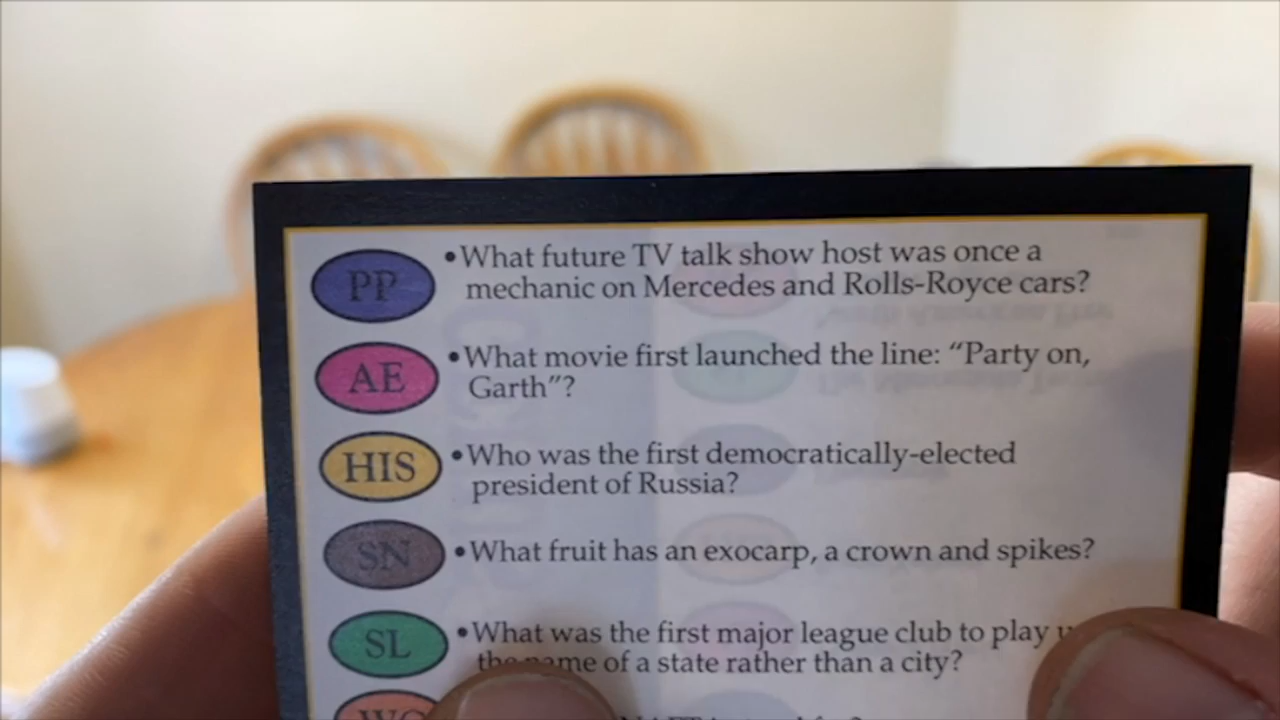 PP •What future TV talk show host was once a
mechanic on Mercedes and Rolls-Royce cars?
AE •What movie first launched the line: “Party on,
Garth”?
HIS •Who was the first democratically-elected
president of Russia?
SN •What fruit has an exocarp, a crown and spikes?
SL •What was the first major league club to play
the name of a state rather than a city?